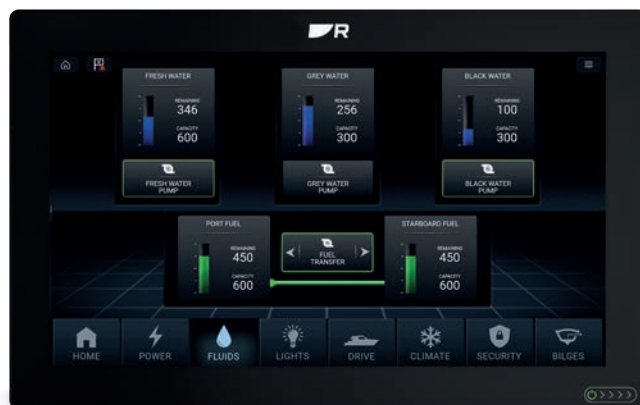 R
FRESH WATER
REMAINING
346
CAPACITY
600
FRESH WATER
PUMP
GREY WATER
REMAINING
256
CAPACITY
300
GREY WATER
PUMP
BLACK WATER
REMAINING
100
CAPACITY
300
BLACK WATER
PUMP
PORT FUEL
REMAINING
450
CAPACITY
600
FUEL
TRANSFER
STARBOARD FUEL
REMAINING
450
CAPACITY
600
HOME
POWER
FLUIDS
LIGHTS
DRIVE
CLIMATE
SECURITY
BILGES